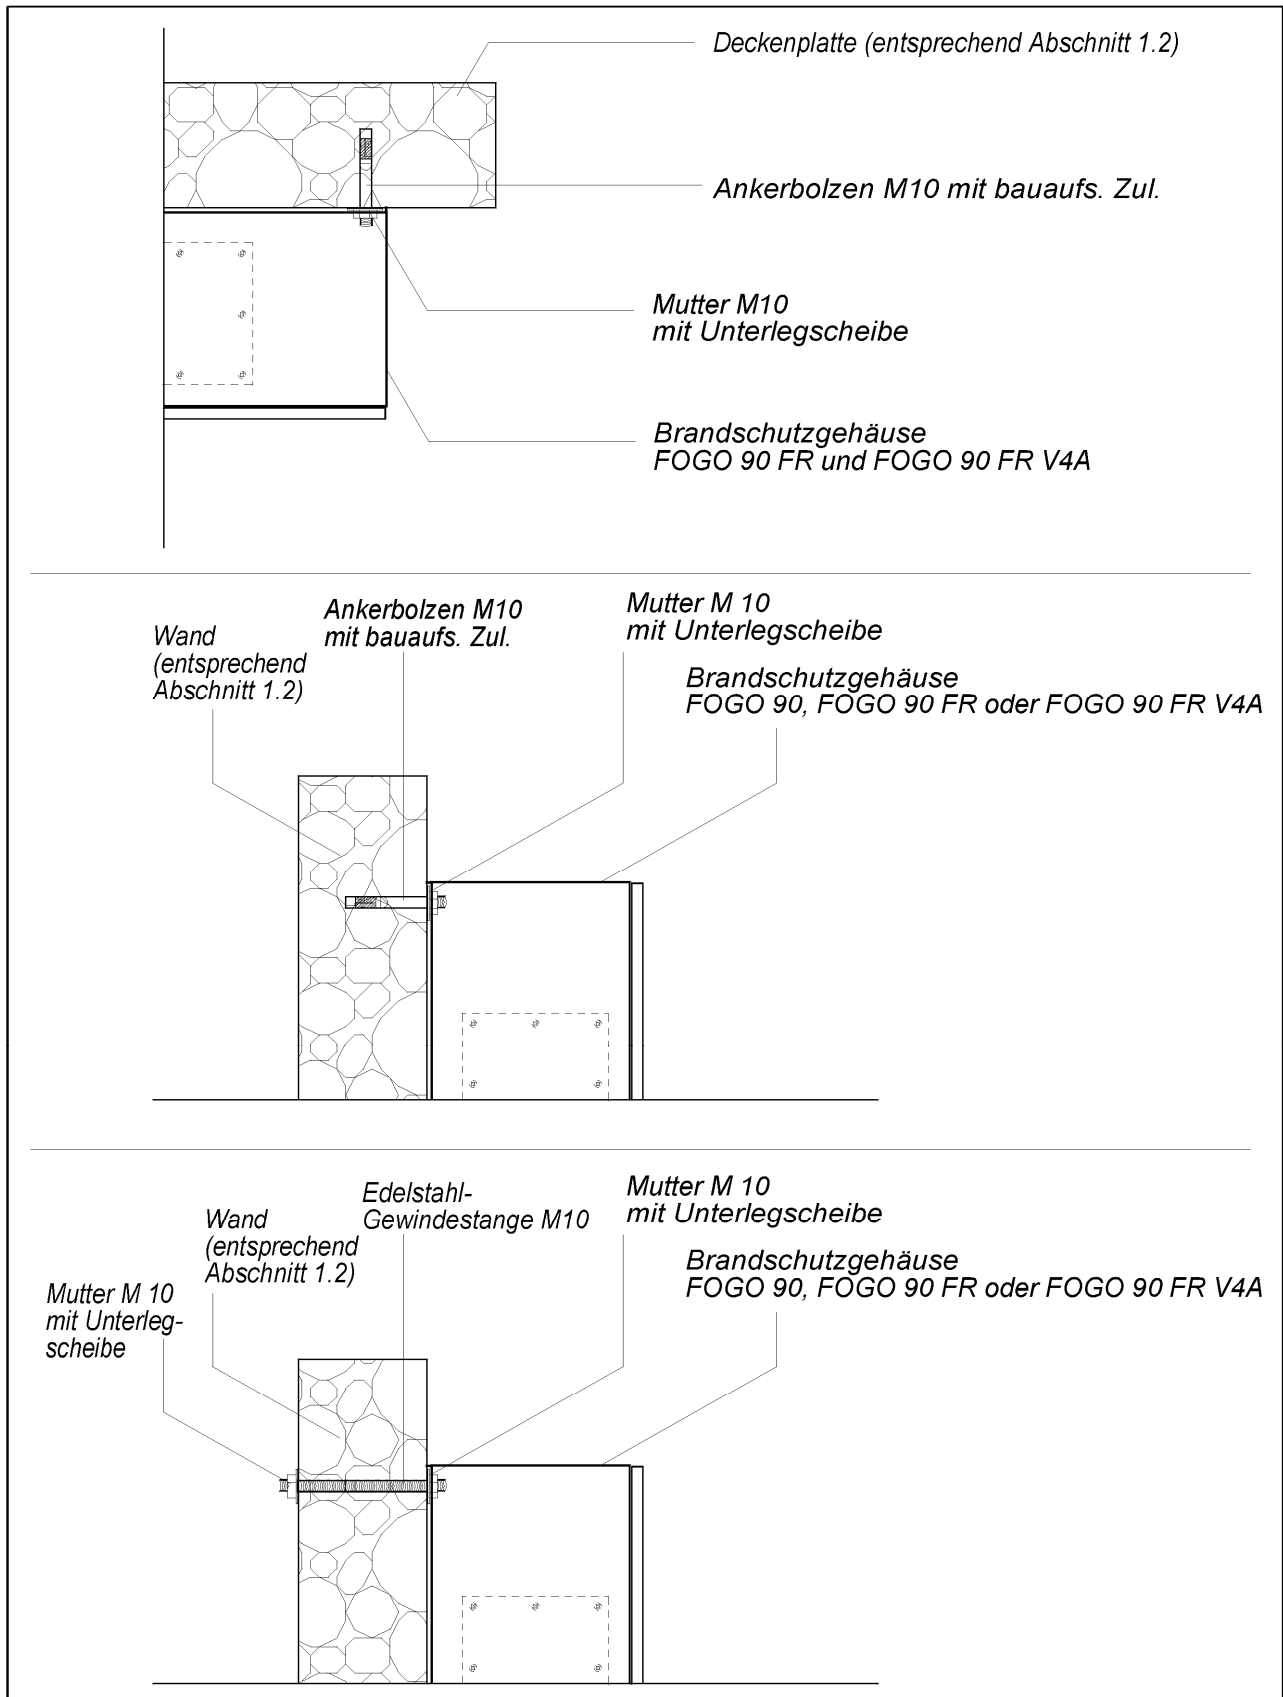 Deckenplatte (entsprechend Abschnitt 1.2)
Ankerbolzen M10 mit bauaufs. Zul.
Mutter M10
mit Unterlegscheibe
Brandschutzgehäuse
FOGO 90 FR und FOGO 90 FR V4A
Ankerbolzen M10
mit bauaufs. Zul.
Mutter M 10
mit Unterlegscheibe
Wand
(entsprechend
Abschnitt 1.2)
Brandschutzgehäuse
FOGO 90, FOGO 90 FR oder FOGO 90 FR V4A
Edelstahl-
Gewindestange M10
Mutter M 10
mit Unterlegscheibe
Wand
(entsprechend
Abschnitt 1.2)
Brandschutzgehäuse
FOGO 90, FOGO 90 FR oder FOGO 90 FR V4A
Mutter M 10
mit Unterleg-
scheibe